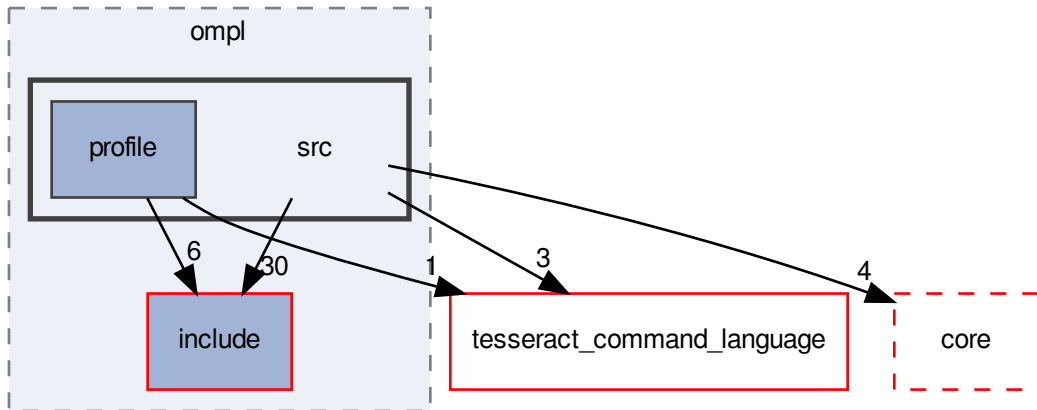 ompl
profile
src
6
30
1
3
4
include
tesseract_command_language
core